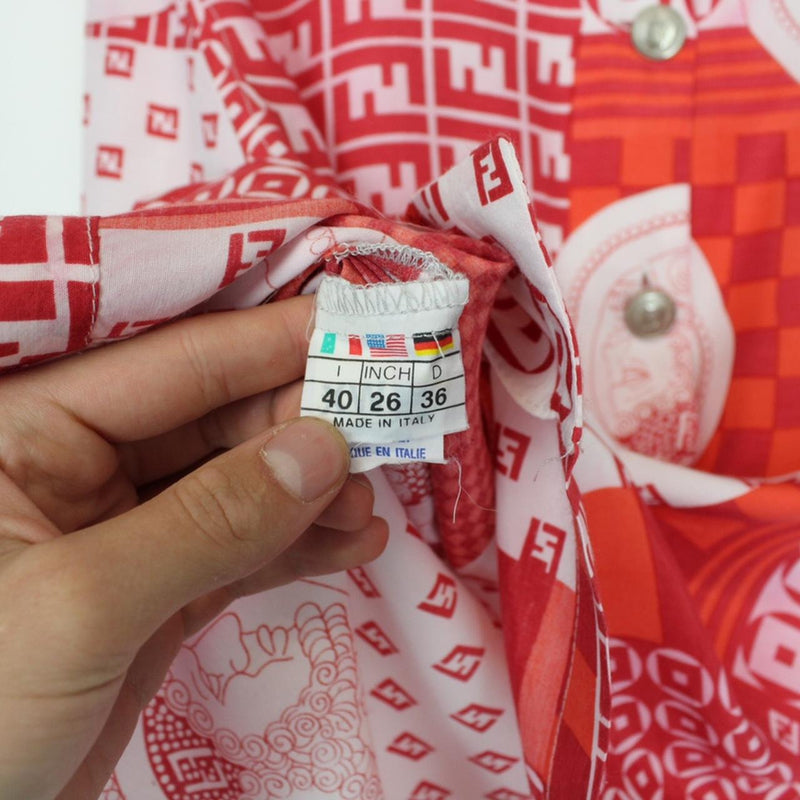 I INCH D
40 26 36
MADE IN ITALY
QUE EN ITALIE